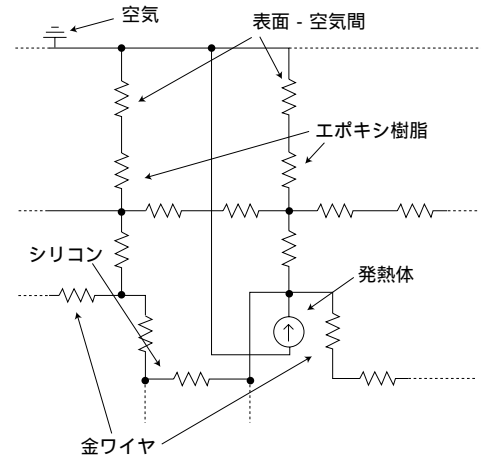 空気
表面 - 空気間
エポキシ樹脂
シリコン
発熱体
金ワイヤ